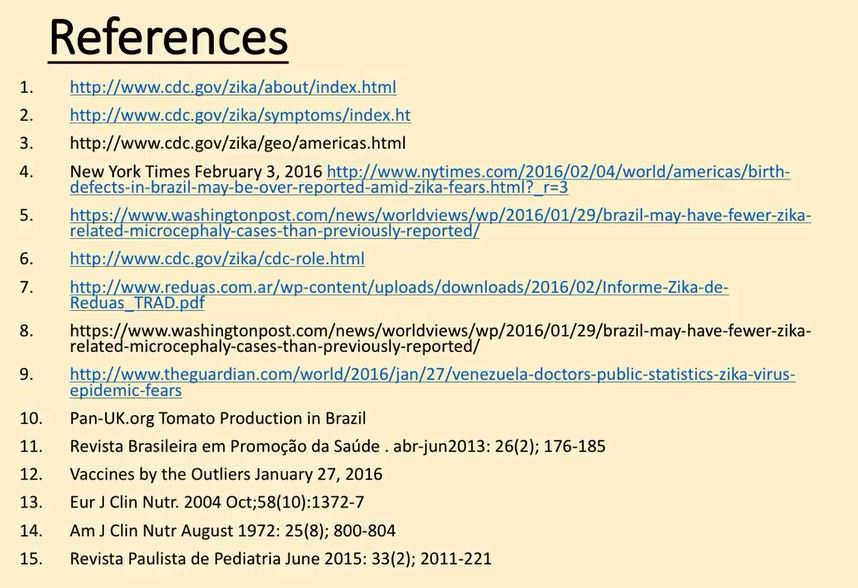 References
1. http://www.cdc.gov/zika/about/index.html
2. http://www.cdc.gov/zika/symptoms/index.ht
3. http://www.cdc.gov/zika/geo/americas.html
4. New York Times February 3, 2016 http://www.nytimes.com/2016/02/04/world/americas/birth-
defects-in-brazil-may-be-over-reported-amid-zika-fears.html?_r=3
5. https://www.washingtonpost.com/news/worldviews/wp/2016/01/29/brazil-may-have-fewer-zika-
related-microcephaly-cases-than-previously-reported/
6. http://www.cdc.gov/zika/cdc-role.html
7. http://www.reduas.com.ar/wp-content/uploads/downloads/2016/02/Informe-Zika-de-
Reduas_TRAD.pdf
8. https://www.washingtonpost.com/news/worldviews/wp/2016/01/29/brazil-may-have-fewer-zika-
related-microcephaly-cases-than-previously-reported/
9. http://www.theguardian.com/world/2016/jan/27/venezuela-doctors-public-statistics-zika-virus-
epidemic-fears
10. Pan-UK.org Tomato Production in Brazil
11. Revista Brasileira em Promoção da Saúde . abr-jun2013: 26(2); 176-185
12. Vaccines by the Outliers January 27, 2016
13. Eur J Clin Nutr. 2004 Oct;58(10):1372-7
14. Am J Clin Nutr August 1972: 25(8); 800-804
15. Revista Paulista de Pediatria June 2015: 33(2); 2011-221